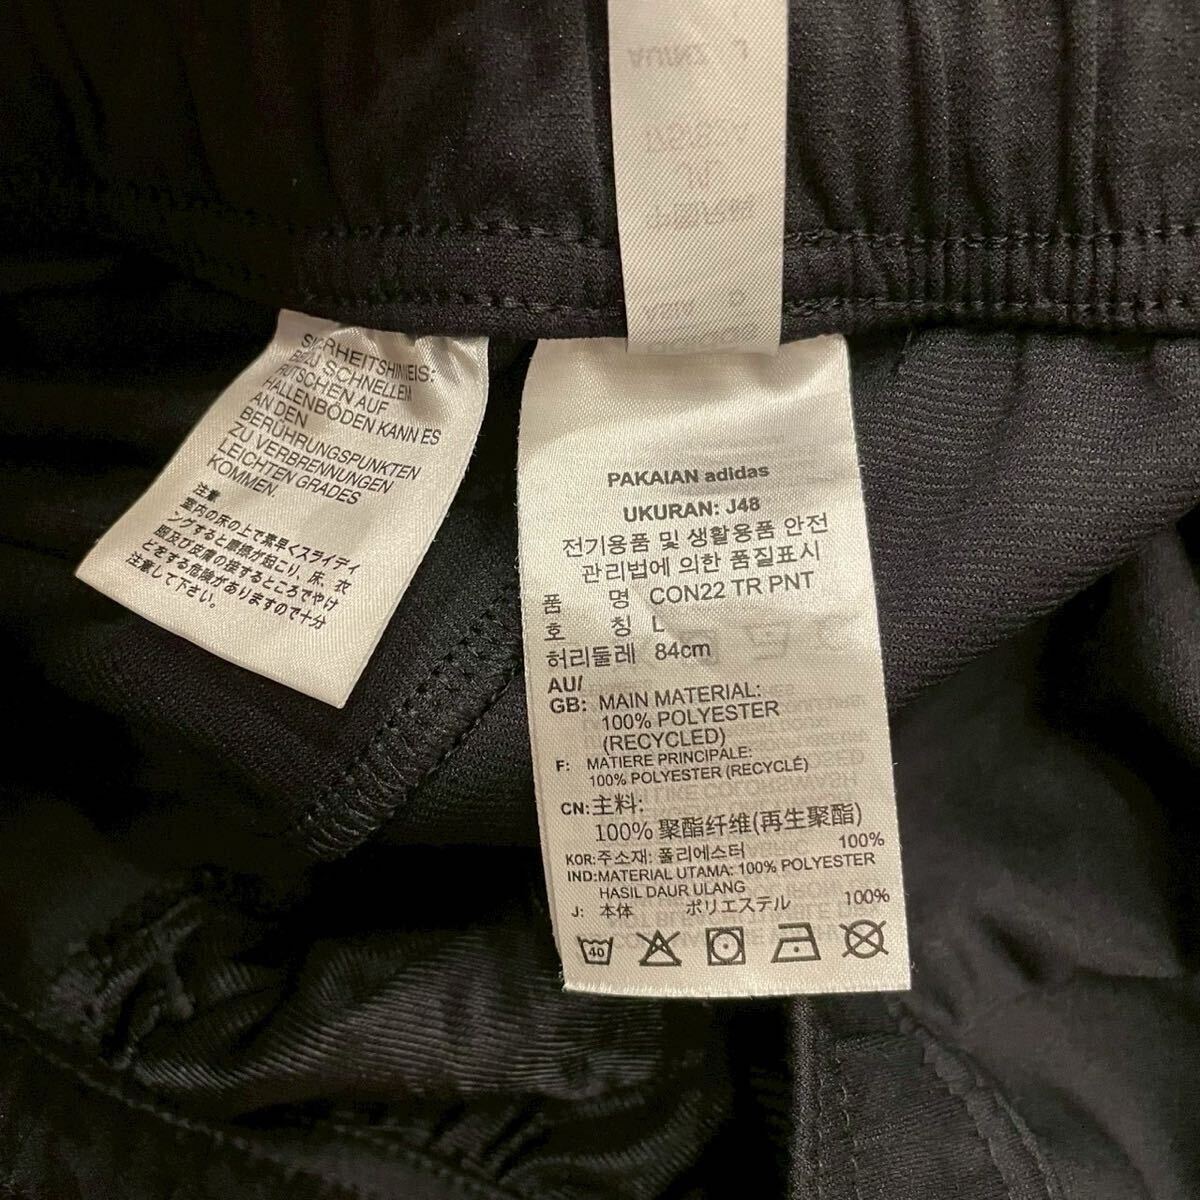 SICHERHEITSHINWEIS:
BEZU SCHNELLEM
RUTSCHEN AUF
HALLENBÖDEN KANN ES
AN DEN
BERÜHRUNGSPUNKTEN
ZU VERBRENNUNGEN
LEICHTEN GRADES
KOMMEN.
注意
室内の床の上で素早くスライディ
ングすると摩擦が起こり、床、衣
服及び皮膚の接するところでやけ
どをする危険がありますので十分
注意して下さい。
PAKAIAN adidas
UKURAN: J48
전기용품 및 생활용품 안전
관리법에 의한 품질표시
품 명 CON22 TR PNT
호 칭 L
허리둘레 84cm
AU/
GB: MAIN MATERIAL:
100% POLYESTER
(RECYCLED)
F: MATIERE PRINCIPALE:
100% POLYESTER (RECYCLÉ)
CN: 主料:
100% 聚酯纤维(再生聚酯)
KOR: 주소재: 폴리에스터 100%
IND: MATERIAL UTAMA: 100% POLYESTER
HASIL DAUR ULANG
J: 本体 ポリエステル 100%
40